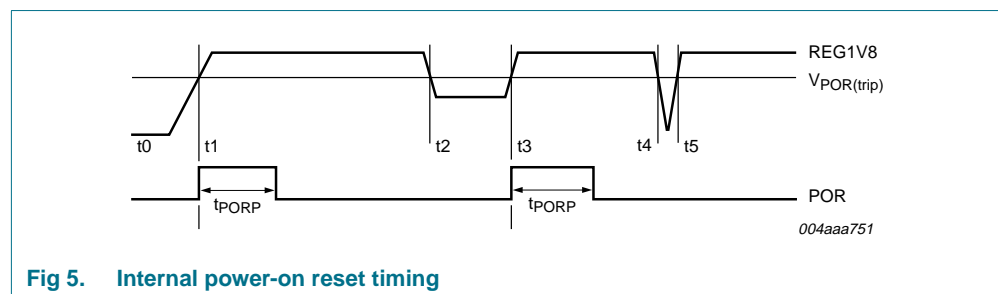 REG1V8
VPOR(trip)
t0 t1 t2 t3 t4 t5
tPORP tPORP POR
004aaa751
Fig 5. Internal power-on reset timing